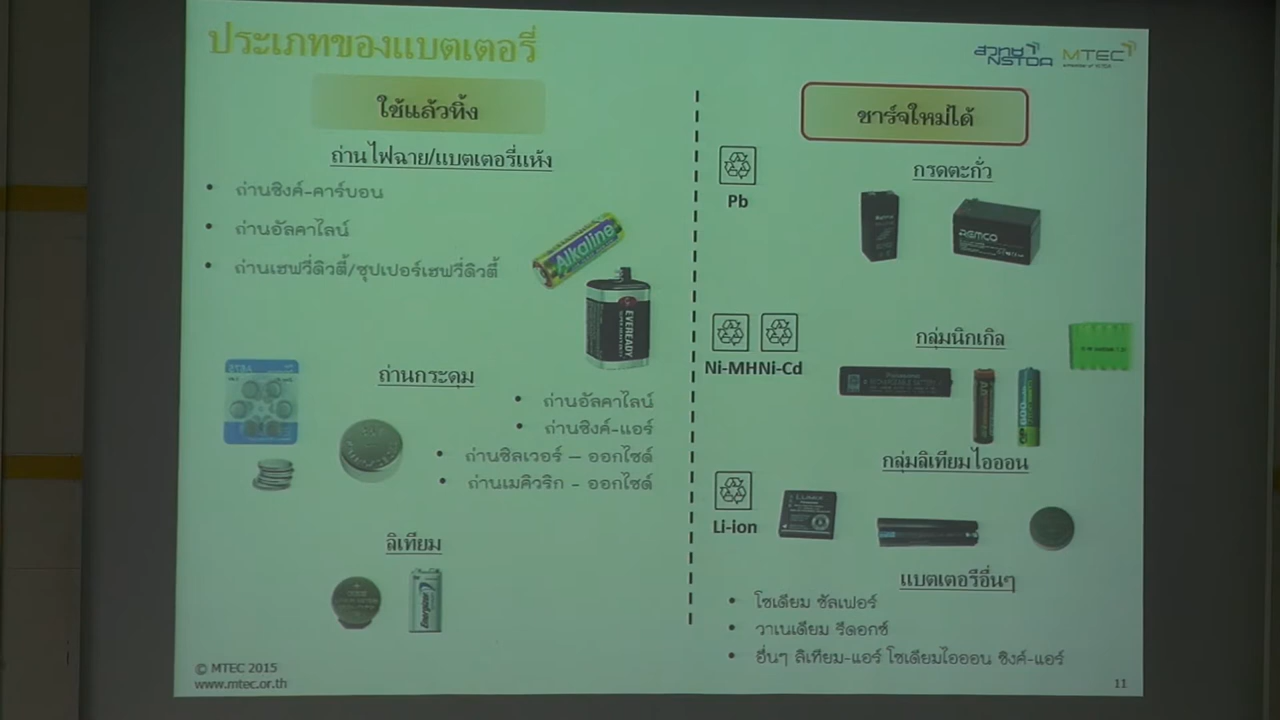 ประเภทของแบตเตอรี่
สวทช
NSTDA
MTEC
ใช้แล้วทิ้ง
ถ่านไฟฉาย/แบตเตอรี่แห้ง
• ถ่านซิงค์-คาร์บอน
• ถ่านอัลคาไลน์
• ถ่านเฮฟวี่ดิวตี้/ซุปเปอร์เฮฟวี่ดิวตี้
Alkaline
EVEREADY
ถ่านกระดุม
• ถ่านอัลคาไลน์
• ถ่านซิงค์-แอร์
• ถ่านซิลเวอร์ – ออกไซด์
• ถ่านเมคิวริก - ออกไซด์
ลิเทียม
Energizer
© MTEC 2015
www.mtec.or.th
ชาร์จใหม่ได้
Pb
กรดตะกั่ว
REMCO
Ni-MH
Ni-Cd
กลุ่มนิกเกิล
Panasonic
RECHARGEABLE BATTERY
กลุ่มลิเทียมไอออน
Li-ion
LUMIX
แบตเตอรีอื่นๆ
• โซเดียม ซัลเฟอร์
• วาเนเดียม รีดอกซ์
• อื่นๆ ลิเทียม-แอร์ โซเดียมไอออน ซิงค์-แอร์
11